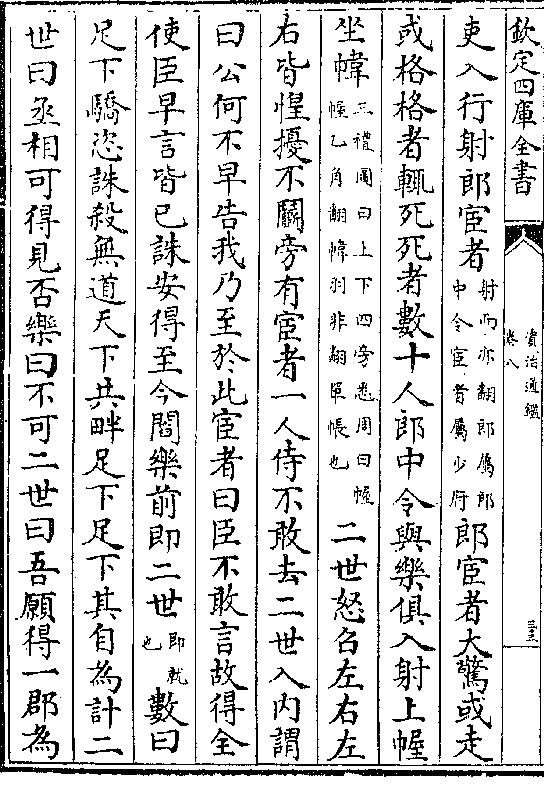 欽定四庫全書
資治通鑑
卷八
吏入行射郎宦者射而亦翻郎屬郎中令宦者屬少府郎宦者大驚或走
或格格者輒死死者數十人郎中令與樂俱入射上幄
坐幃三禮圖曰上下四旁悉周曰幄幄乙角翻幃羽非翻單帳也二世怒召左右左
右皆惶擾不鬭旁有宦者一人侍不敢去二世入内謂
曰公何不早告我乃至於此宦者曰臣不敢言故得全
使臣早言皆已誅安得至今閻樂前即二世即就也數曰
足下驕恣誅殺無道天下共畔足下足下其自為計二
世曰丞相可得見否樂曰不可二世曰吾願得一郡為